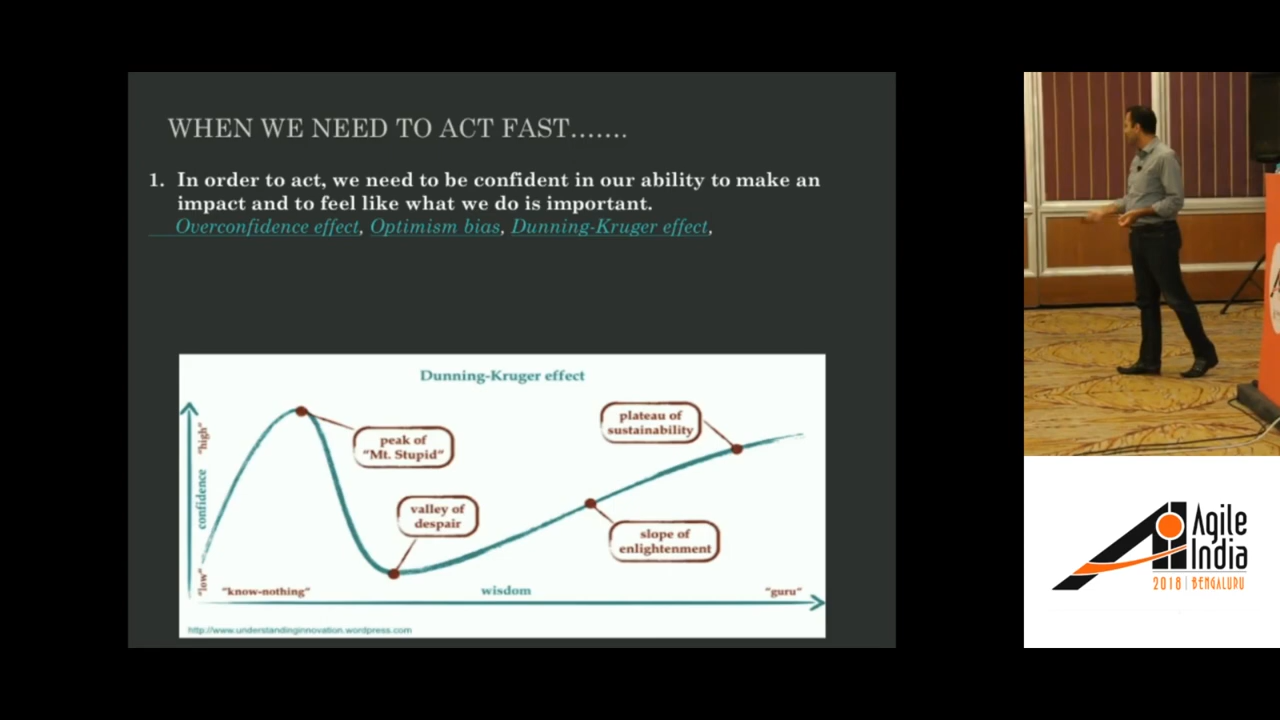 WHEN WE NEED TO ACT FAST.......
1. In order to act, we need to be confident in our ability to make an
impact and to feel like what we do is important.
Overconfidence effect, Optimism bias, Dunning-Kruger effect,
Dunning-Kruger effect
"high"
confidence
"low"
peak of
"Mt. Stupid"
valley of
despair
plateau of
sustainability
slope of
enlightenment
"know-nothing"
wisdom
"guru"
http://www.understandinginnovation.wordpress.com
Agile
India
2018 | BENGALURU